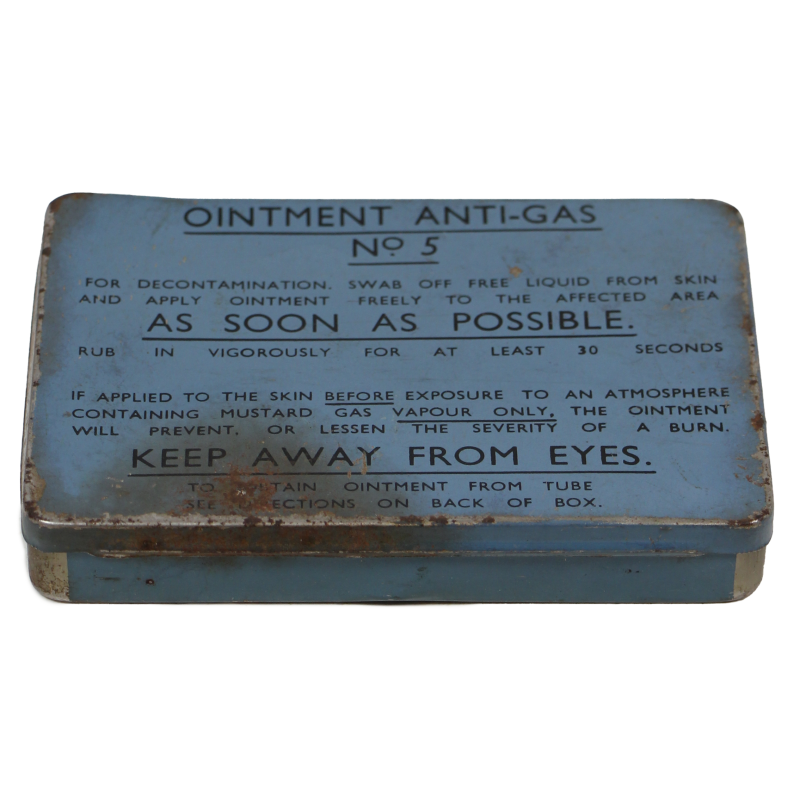 OINTMENT ANTI-GAS
Nº 5
FOR DECONTAMINATION. SWAB OFF FREE LIQUID FROM SKIN
AND APPLY OINTMENT FREELY TO THE AFFECTED AREA
AS SOON AS POSSIBLE.
RUB IN VIGOROUSLY FOR AT LEAST 30 SECONDS
IF APPLIED TO THE SKIN BEFORE EXPOSURE TO AN ATMOSPHERE
CONTAINING MUSTARD GAS VAPOUR ONLY, THE OINTMENT
WILL PREVENT, OR LESSEN THE SEVERITY OF A BURN.
KEEP AWAY FROM EYES.
TO OBTAIN OINTMENT FROM TUBE
SEE DIRECTIONS ON BACK OF BOX.